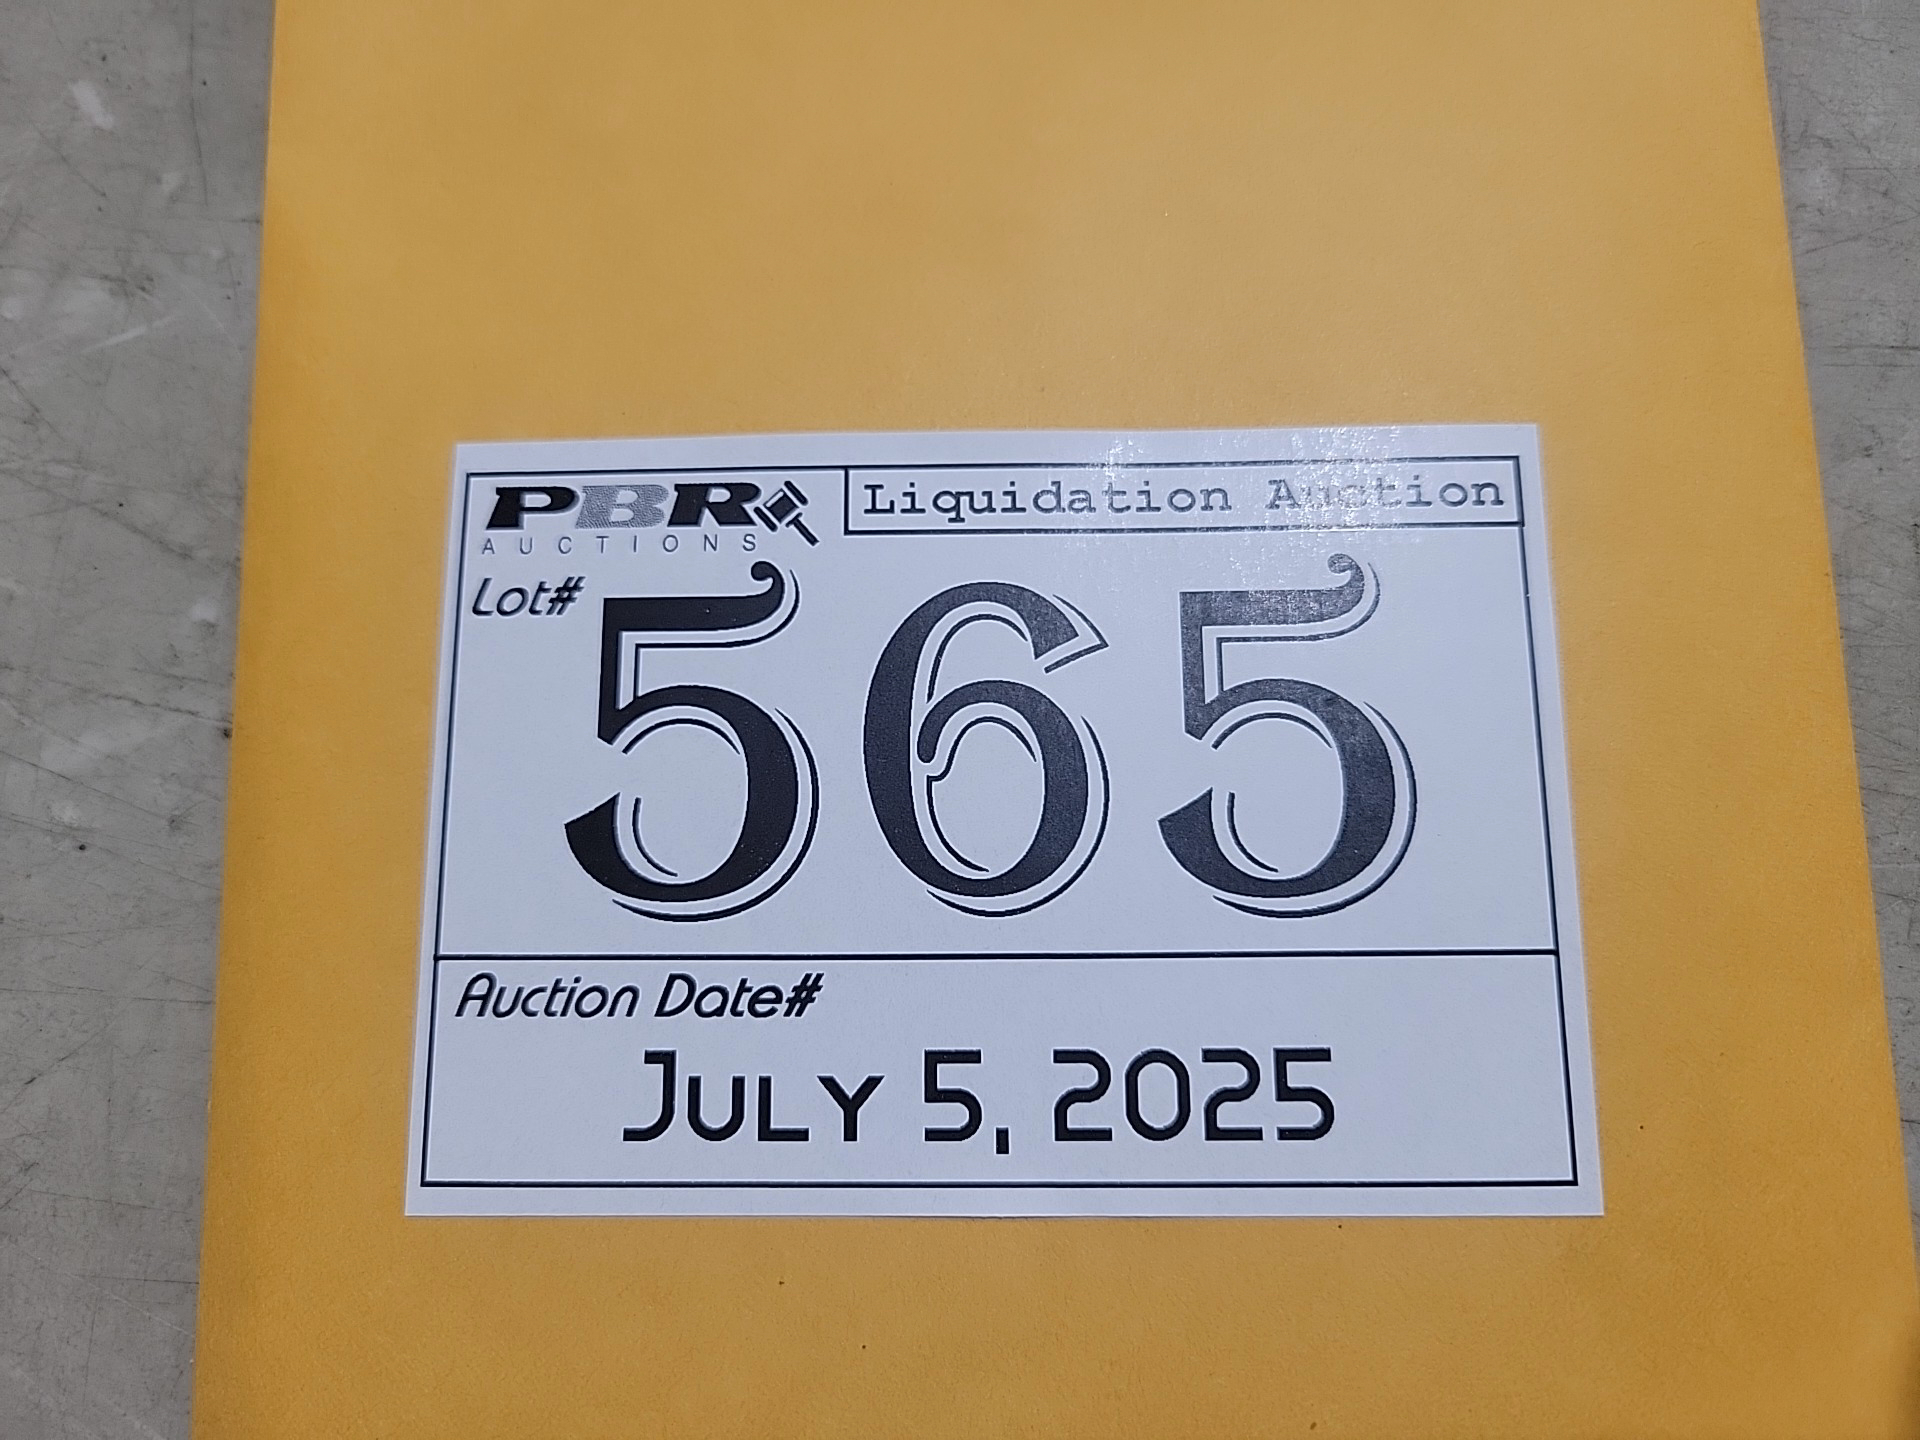 PBR
AUCTIONS
Liquidation Auction
Lot# 565
Auction Date#
July 5, 2025